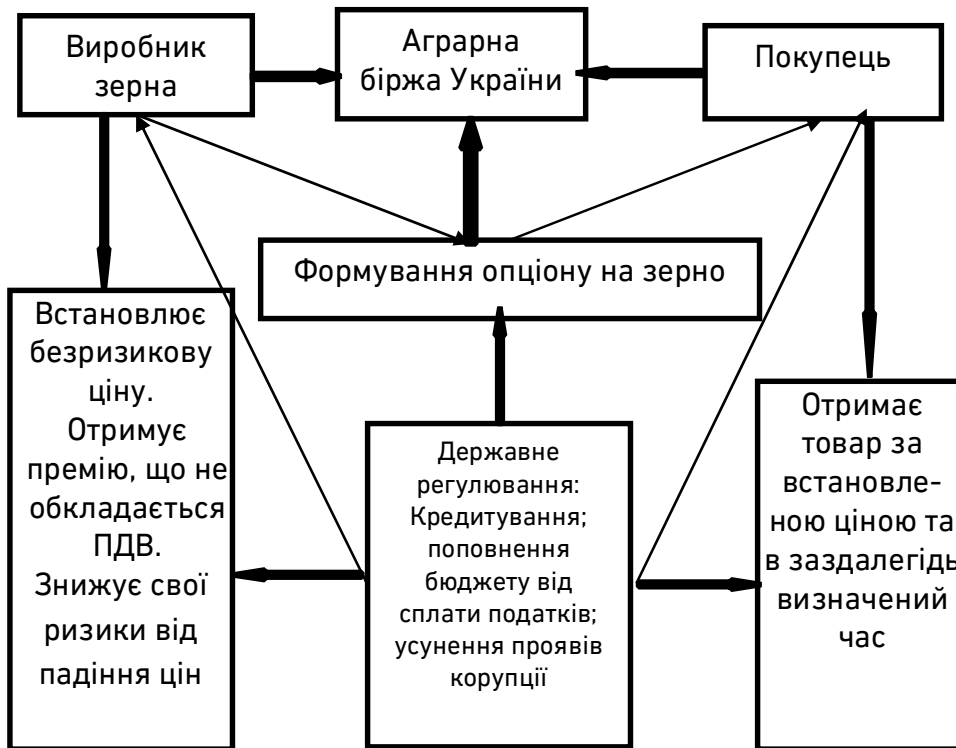 Виробник
зерна
Аграрна
біржа України
Покупець
Формування опціону на зерно
Встановлює
безризикову
ціну.
Отримує
премію, що не
обкладається
ПДВ.
Знижує свої
ризики від
падіння цін
Державне
регулювання:
Кредитування;
поповнення
бюджету від
сплати податків;
усунення проявів
корупції
Отримає
товар за
встановле-
ною ціною та
в заздалегідь
визначений
час